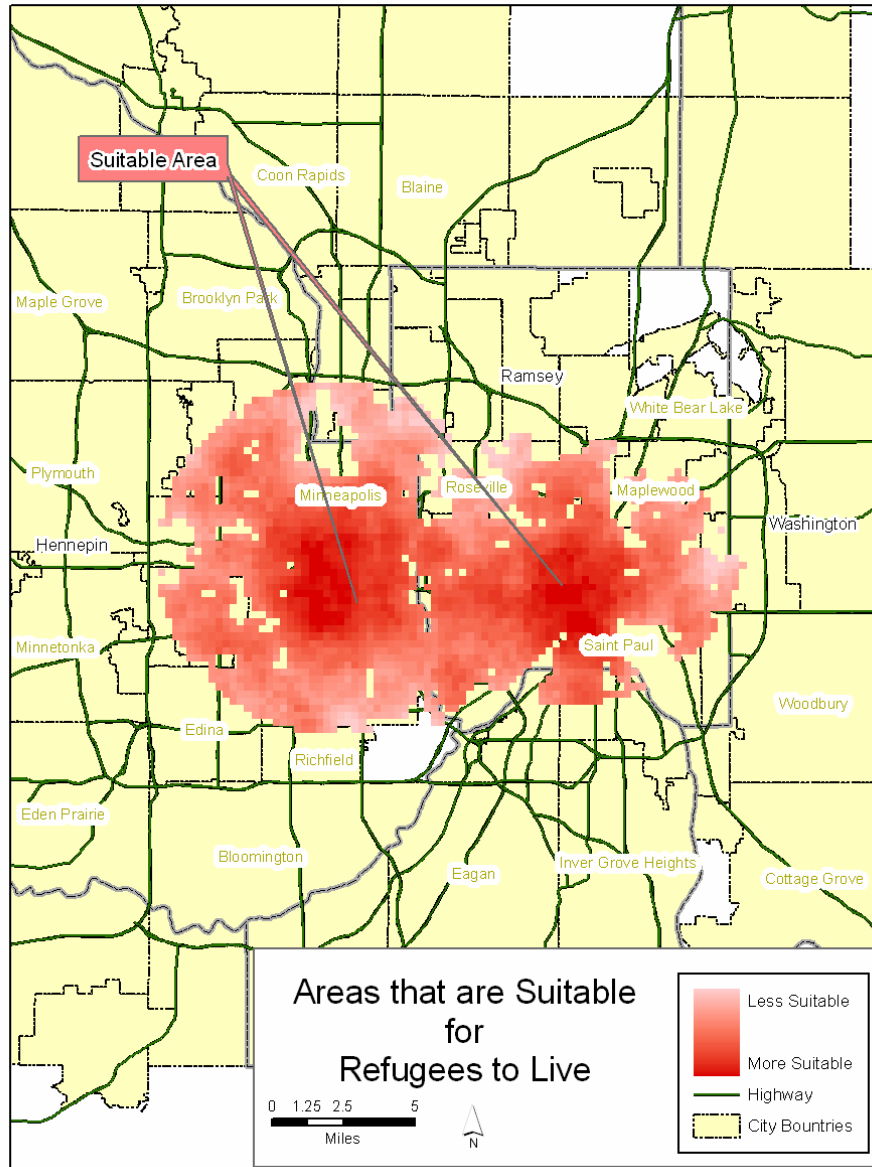 Suitable Area
Coon Rapids
Blaine
Maple Grove
Brooklyn Park
Ramsey
White Bear Lake
Plymouth
Minneapolis
Roseville
Maplewood
Hennepin
Washington
Minnetonka
Saint Paul
Woodbury
Edina
Richfield
Eden Prairie
Bloomington
Eagan
Inver Grove Heights
Cottage Grove
Areas that are Suitable
for
Refugees to Live
0 1.25 2.5 5
Miles
N
Less Suitable
More Suitable
Highway
City Bountries